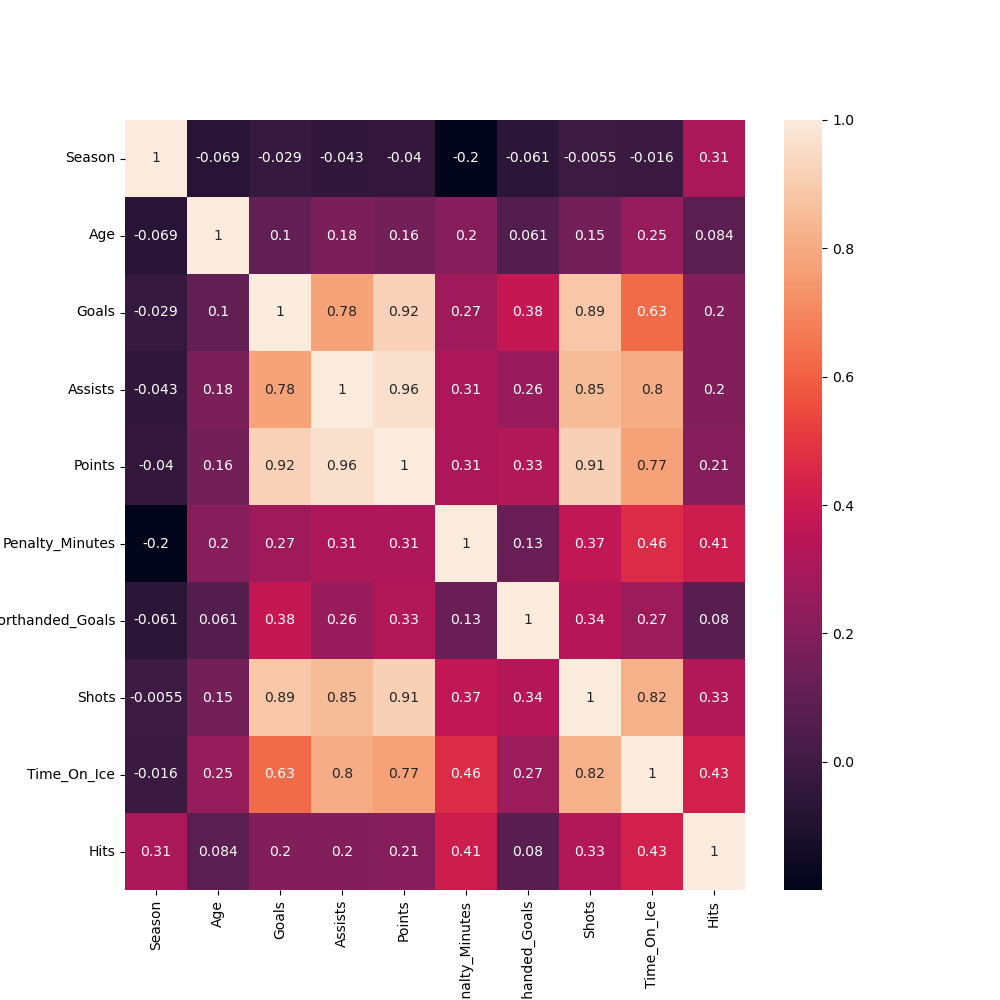 Season 1 -0.069 -0.029 -0.043 -0.04 -0.2 -0.061 -0.0055 -0.016 0.31
Age -0.069 1 0.1 0.18 0.16 0.2 0.061 0.15 0.25 0.084
Goals -0.029 0.1 1 0.78 0.92 0.27 0.38 0.89 0.63 0.2
Assists -0.043 0.18 0.78 1 0.96 0.31 0.26 0.85 0.8 0.2
Points -0.04 0.16 0.92 0.96 1 0.31 0.33 0.91 0.77 0.21
Penalty_Minutes -0.2 0.2 0.27 0.31 0.31 1 0.13 0.37 0.46 0.41
orthanded_Goals -0.061 0.061 0.38 0.26 0.33 0.13 1 0.34 0.27 0.08
Shots -0.0055 0.15 0.89 0.85 0.91 0.37 0.34 1 0.82 0.33
Time_On_Ice -0.016 0.25 0.63 0.8 0.77 0.46 0.27 0.82 1 0.43
Hits 0.31 0.084 0.2 0.2 0.21 0.41 0.08 0.33 0.43 1
Season
Age
Goals
Assists
Points
nalty_Minutes
handed_Goals
Shots
Time_On_Ice
Hits
1.0
0.8
0.6
0.4
0.2
0.0